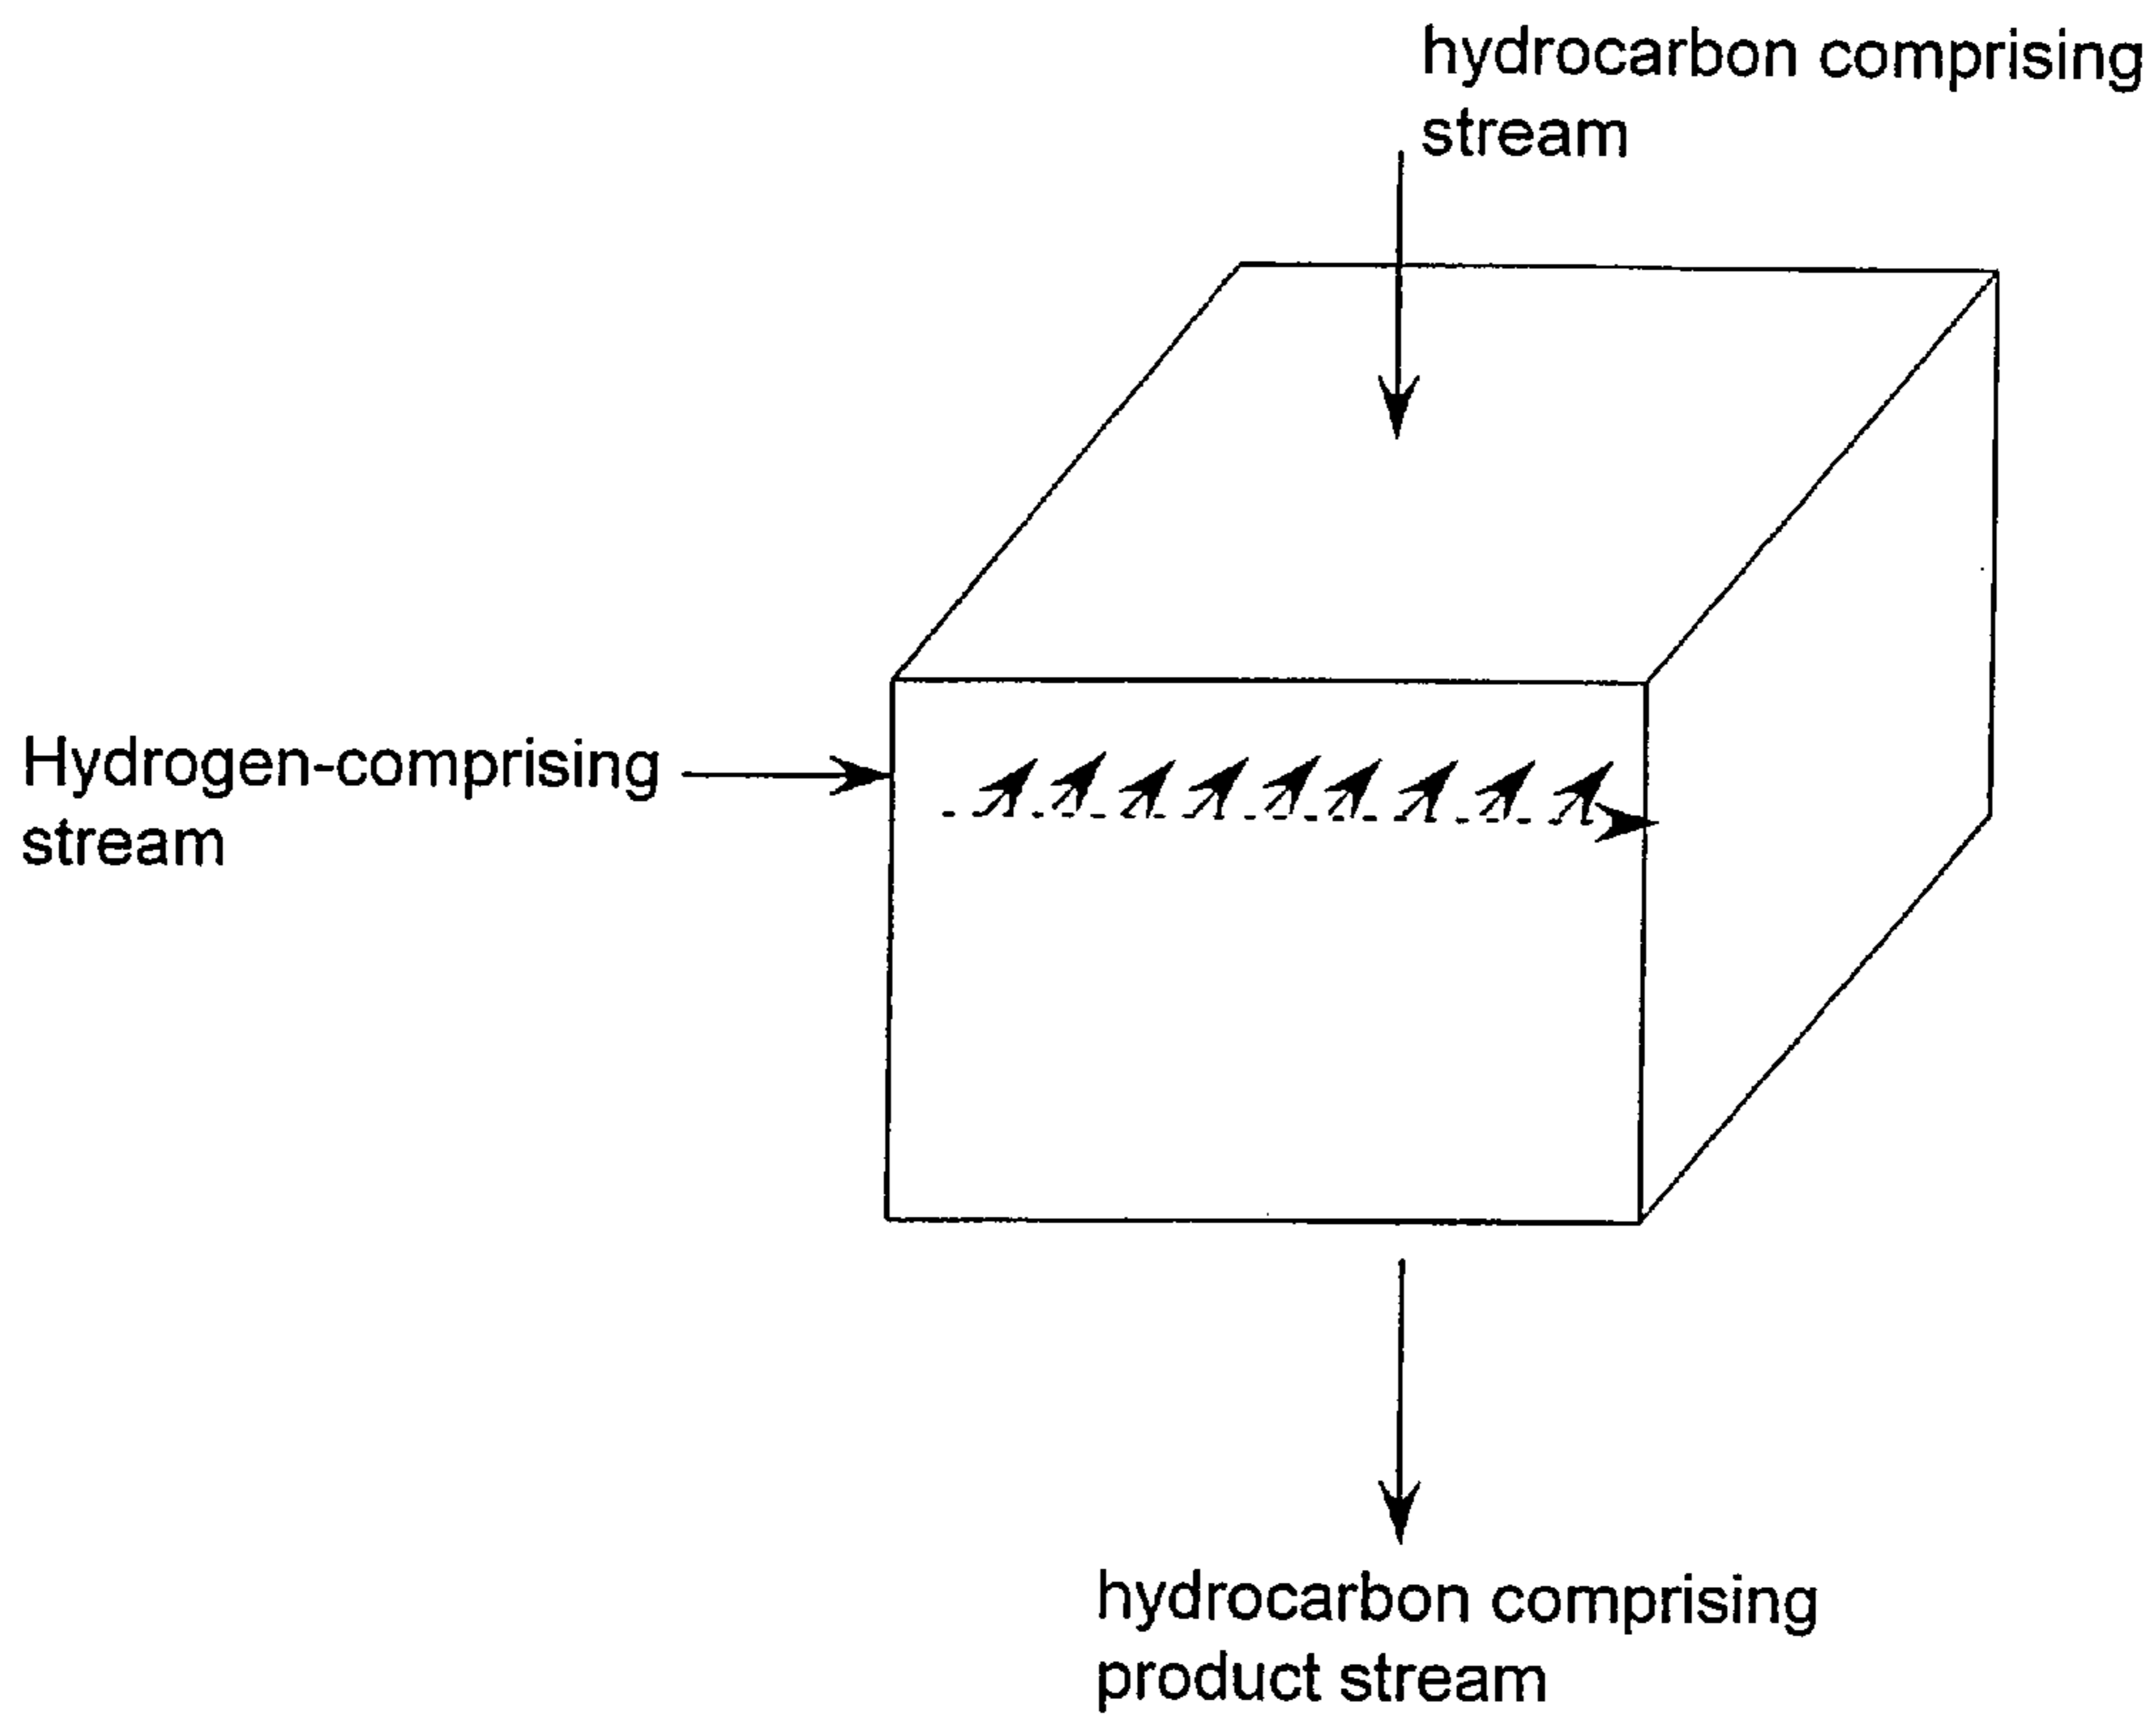 hydrocarbon comprising
stream
Hydrogen-comprising
stream
hydrocarbon comprising
product stream